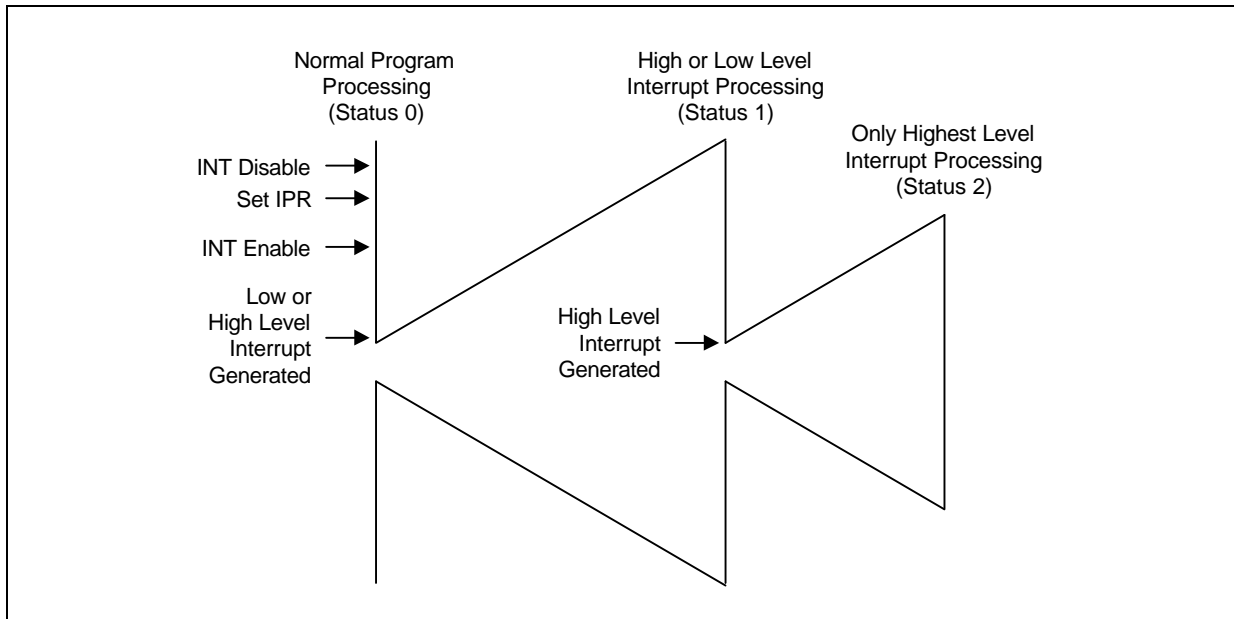 Normal Program
Processing
(Status 0)
High or Low Level
Interrupt Processing
(Status 1)
Only Highest Level
Interrupt Processing
(Status 2)
INT Disable
Set IPR
INT Enable
Low or
High Level
Interrupt
Generated
High Level
Interrupt
Generated